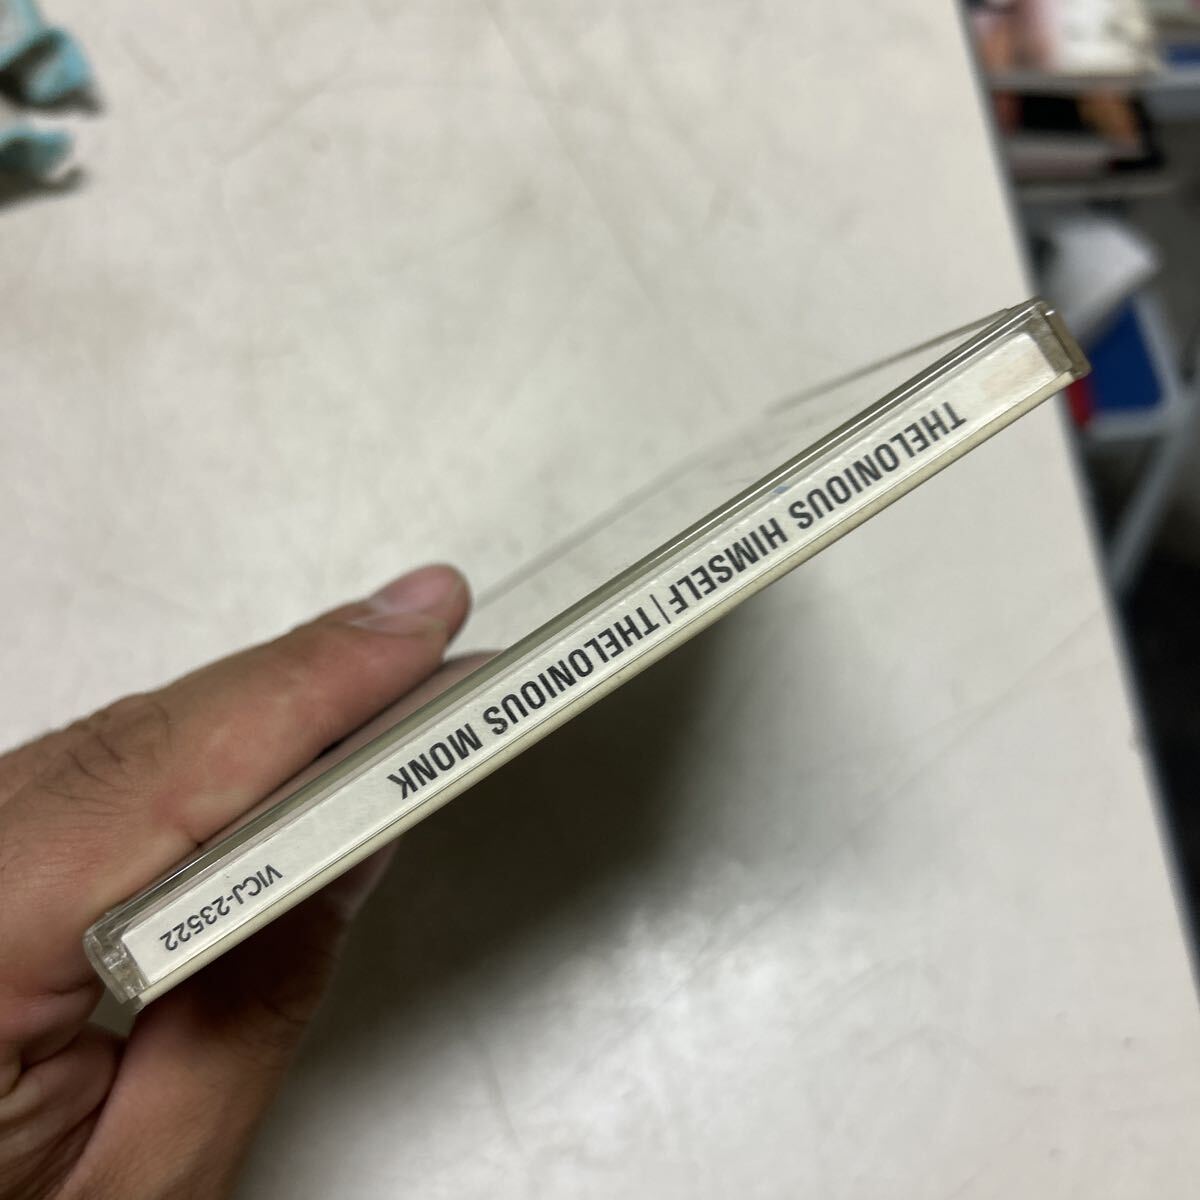 THELONIOUS HIMSELF | THELONIOUS MONK
VICJ-23522